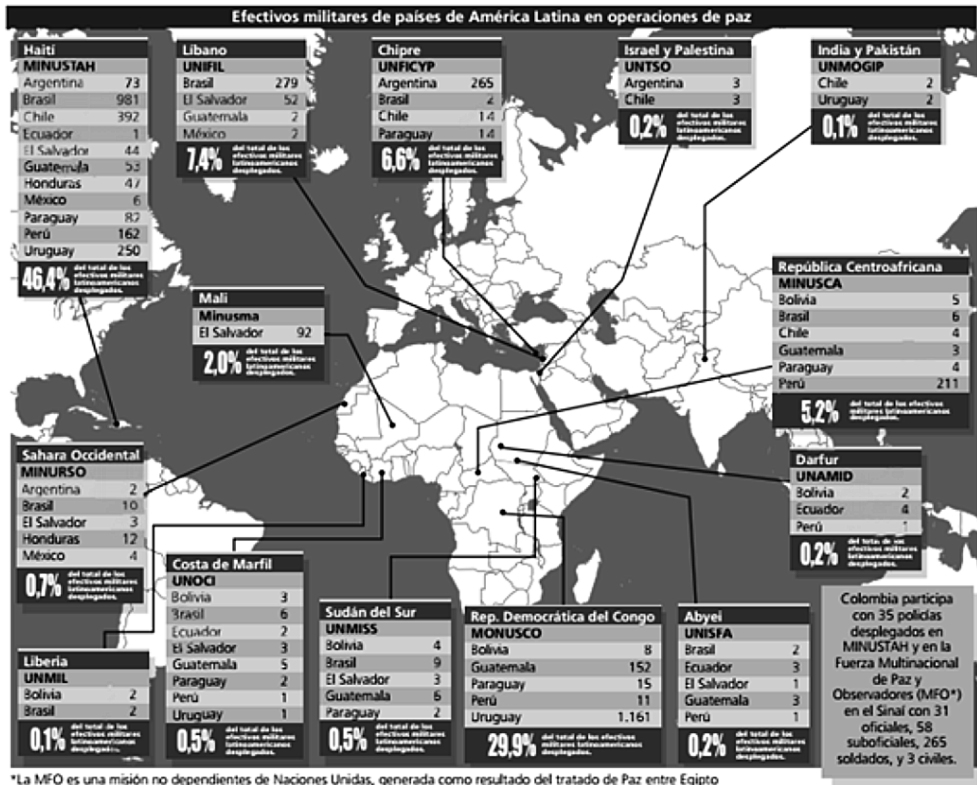 Efectivos militares de países de América Latina en operaciones de paz
Haití
MINUSTAH
Argentina 73
Brasil 981
Chile 392
Ecuador 1
El Salvador 44
Guatemala 53
Honduras 47
México 6
Paraguay 82
Perú 162
Uruguay 250
46,4% del total de los efectivos militares latinoamericanos desplegados.
Líbano
UNIFIL
Brasil 279
El Salvador 52
Guatemala 2
México 2
7,4% del total de los efectivos militares latinoamericanos desplegados.
Chipre
UNFICYP
Argentina 265
Brasil 2
Chile 14
Paraguay 14
6,6% del total de los efectivos militares latinoamericanos desplegados.
Israel y Palestina
UNTSO
Argentina 3
Chile 3
0,2% del total de los efectivos militares latinoamericanos desplegados.
India y Pakistán
UNMOGIP
Chile 2
Uruguay 2
0,1% del total de los efectivos militares latinoamericanos desplegados.
Mali
Minusma
El Salvador 92
2,0% del total de los efectivos militares latinoamericanos desplegados.
República Centroafricana
MINUSCA
Bolivia 5
Brasil 6
Chile 4
Guatemala 3
Paraguay 4
Perú 211
5,2% del total de los efectivos militares latinoamericanos desplegados.
Sahara Occidental
MINURSO
Argentina 2
Brasil 10
El Salvador 3
Honduras 12
México 4
0,7% del total de los efectivos militares latinoamericanos desplegados.
Darfur
UNAMID
Bolivia 2
Ecuador 4
Perú 1
0,2% del total de los efectivos militares latinoamericanos desplegados.
Liberia
UNMIL
Bolivia 2
Brasil 2
0,1% del total de los efectivos militares latinoamericanos desplegados.
Costa de Marfil
UNOCI
Bolivia 3
Brasil 6
Ecuador 2
El Salvador 3
Guatemala 5
Paraguay 2
Perú 1
Uruguay 1
0,5% del total de los efectivos militares latinoamericanos desplegados.
Sudán del Sur
UNMISS
Bolivia 4
Brasil 9
El Salvador 3
Guatemala 6
Paraguay 2
0,5% del total de los efectivos militares latinoamericanos desplegados.
Rep. Democrática del Congo
MONUSCO
Bolivia 8
Guatemala 152
Paraguay 15
Perú 11
Uruguay 1.161
29,9% del total de los efectivos militares latinoamericanos desplegados.
Abyei
UNISFA
Brasil 2
Ecuador 3
El Salvador 1
Guatemala 3
Perú 1
0,2% del total de los efectivos militares latinoamericanos desplegados.
Colombia participa
con 35 policías
desplegados en
MINUSTAH y en la
Fuerza Multinacional
de Paz y
Observadores (MFO*)
en el Sinaí con 31
oficiales, 58
suboficiales, 265
soldados, y 3 civiles.
*La MFO es una misión no dependientes de Naciones Unidas, generada como resultado del tratado de Paz entre Egipto